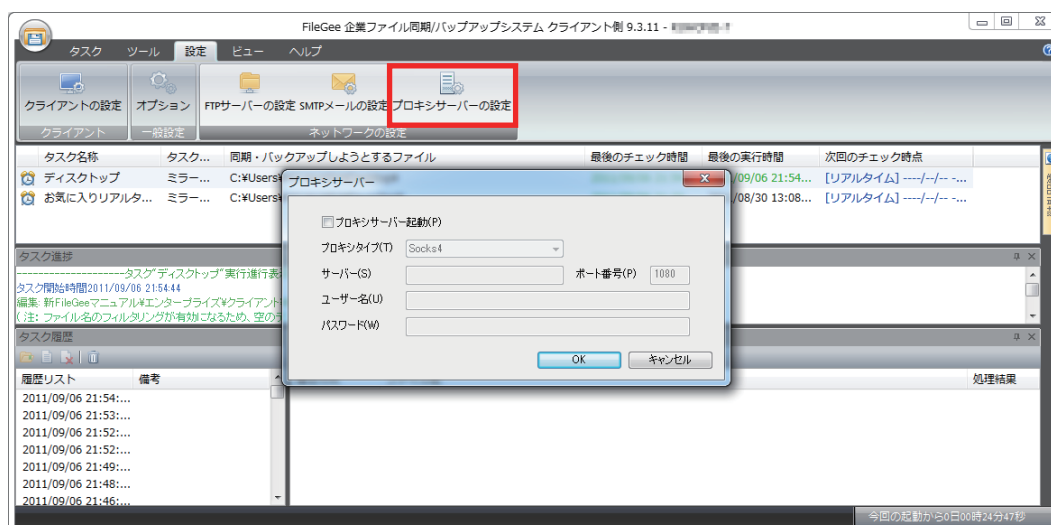 FileGee 企業ファイル同期/バップアップシステム クライアント側 9.3.11 -
タスク ツール 設定 ビュー ヘルプ
クライアントの設定 オプション FTPサーバーの設定 SMTPメールの設定 プロキシサーバーの設定
クライアント 一般設定 ネットワークの設定
タスク名称 タスク... 同期・バックアップしようとするファイル 最後のチェック時間 最後の実行時間 次回のチェック時点
ディスクトップ ミラー... C:¥Users /09/06 21:54... [リアルタイム] ----/--/-- -...
お気に入りリアルタ... ミラー... C:¥Users /08/30 13:08... [リアルタイム] ----/--/-- -...
プロキシサーバー
プロキシサーバー起動(P)
プロキシタイプ(T) Socks4
サーバー(S) ポート番号(P) 1080
ユーザー名(U)
パスワード(W)
OK キャンセル
タスク進捗
--------------------タスク"ディスクトップ"実行進行表
タスク開始時間2011/09/06 21:54:44
編集: 新FileGeeマニュアル¥エンタープライズ¥クライアント
(注: ファイル名のフィルタリングが有効になるため、空の
タスク履歴
履歴リスト 備考 処理結果
2011/09/06 21:54:...
2011/09/06 21:53:...
2011/09/06 21:52:...
2011/09/06 21:52:...
2011/09/06 21:49:...
2011/09/06 21:48:...
2011/09/06 21:46:...
今回の起動から0日00時24分47秒